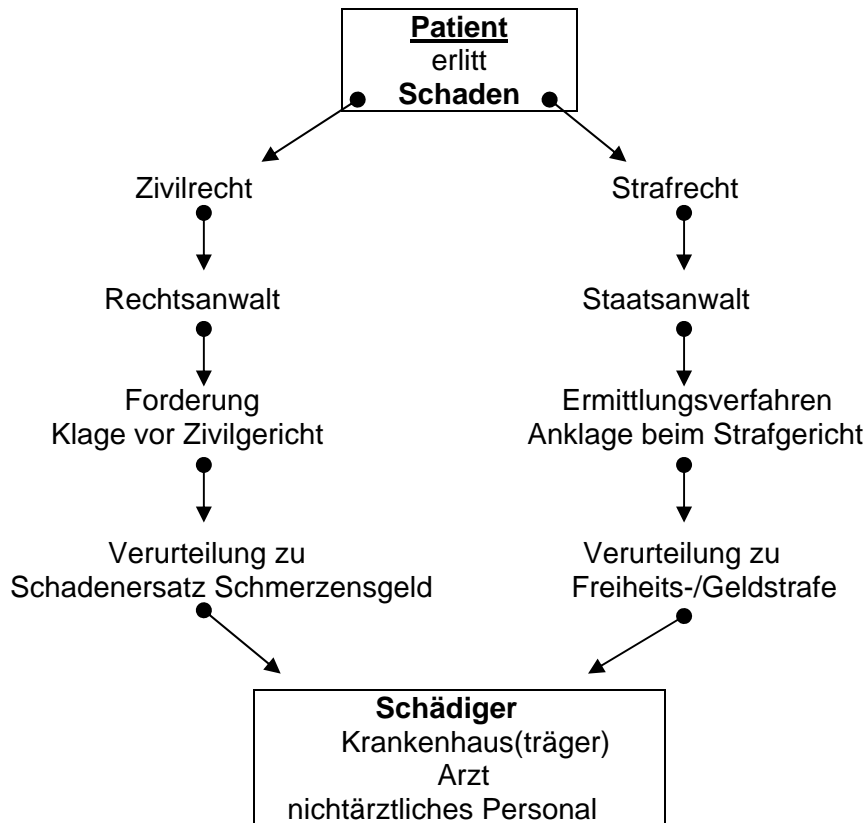 Patient
erlitt
Schaden
Zivilrecht
Strafrecht
Rechtsanwalt
Staatsanwalt
Forderung
Klage vor Zivilgericht
Ermittlungsverfahren
Anklage beim Strafgericht
Verurteilung zu
Schadenersatz Schmerzensgeld
Verurteilung zu
Freiheits-/Geldstrafe
Schädiger
Krankenhaus(träger)
Arzt
nichtärztliches Personal